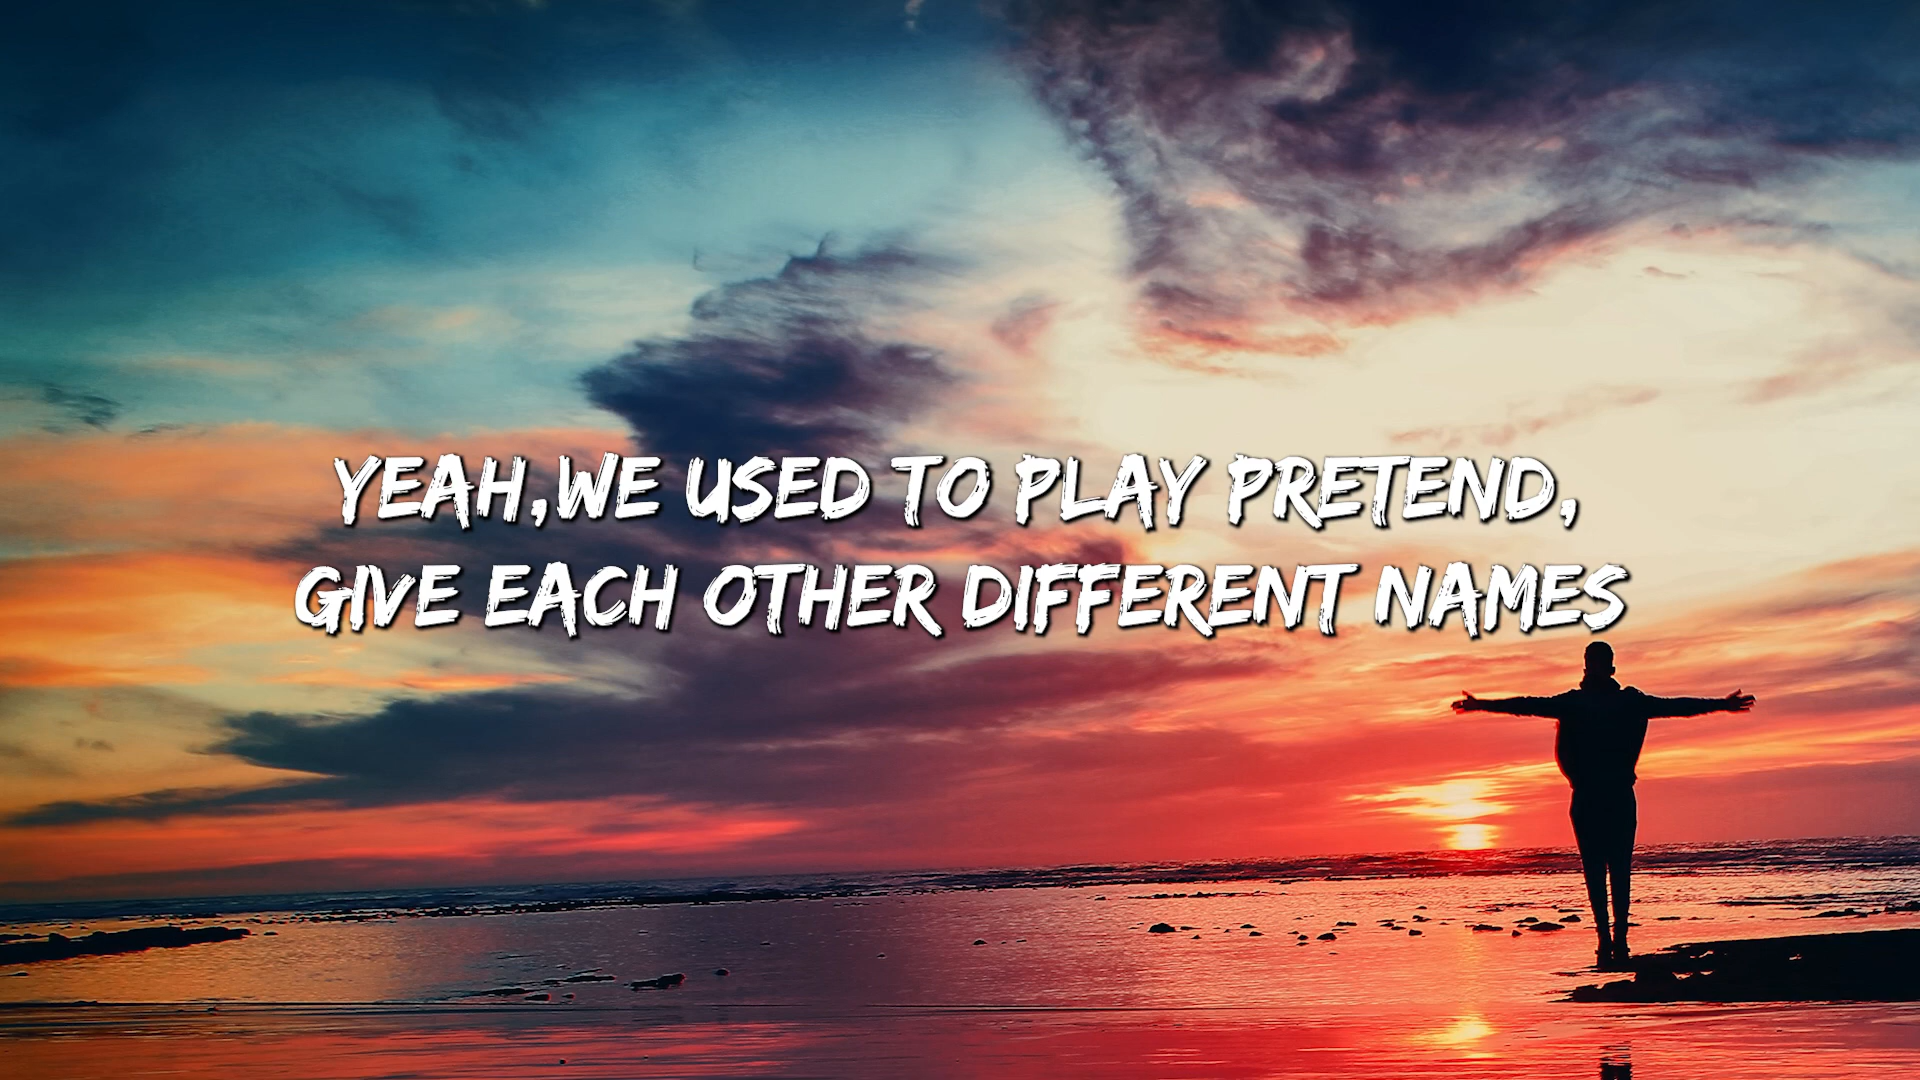 YEAH,WE USED TO PLAY PRETEND,
GIVE EACH OTHER DIFFERENT NAMES